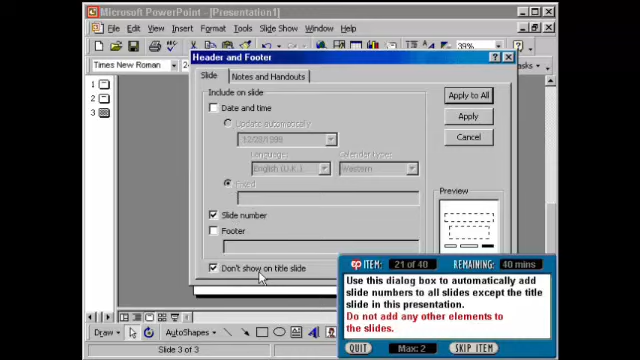 Microsoft PowerPoint - [Presentation1]
File Edit View Insert Format Tools Slide Show Window Help
39%
Times New Roman
Header and Footer
Slide
Notes and Handouts
Include on slide
Date and time
Update automatically
12/20/1998
Language:
Calendar type:
English (U.K.)
Western
Fixed
Slide number
Footer
Don't show on title slide
Apply to All
Apply
Cancel
Preview
1
2
3
ITEM: 21 of 40 REMAINING: 40 mins
Use this dialog box to automatically add
slide numbers to all slides except the title
slide in this presentation.
Do not add any other elements to
the slides.
QUIT Max: 2 SKIP ITEM
Draw AutoShapes
Slide 3 of 3